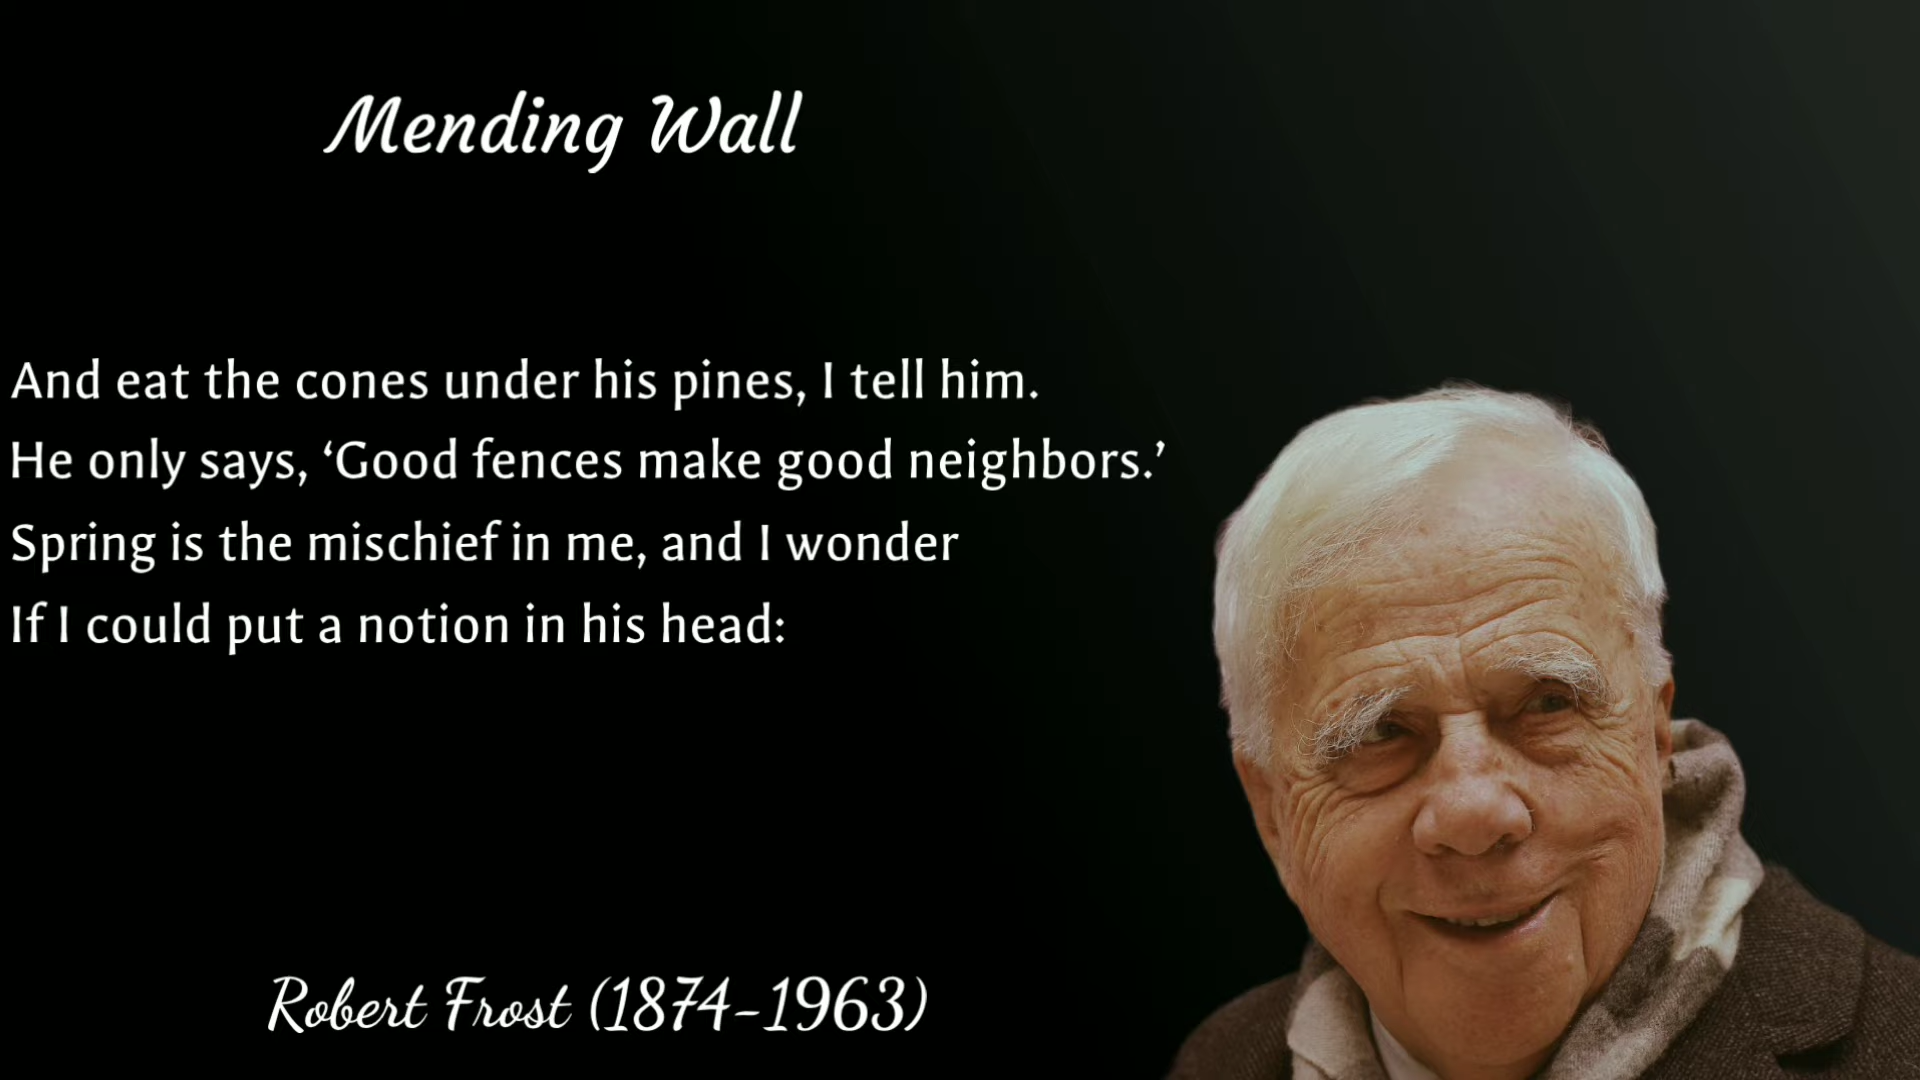 Mending Wall
And eat the cones under his pines, I tell him.
He only says, ‘Good fences make good neighbors.’
Spring is the mischief in me, and I wonder
If I could put a notion in his head:
Robert Frost (1874-1963)